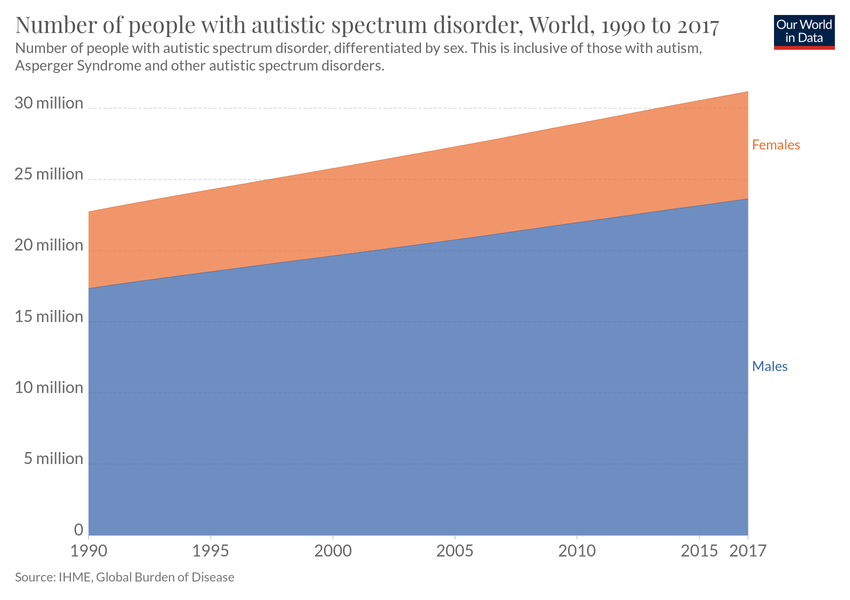 Number of people with autistic spectrum disorder, World, 1990 to 2017
Our World
in Data
Number of people with autistic spectrum disorder, differentiated by sex. This is inclusive of those with autism,
Asperger Syndrome and other autistic spectrum disorders.
30 million
25 million
20 million
15 million
10 million
5 million
0
Females
Males
1990
1995
2000
2005
2010
2015
2017
Source: IHME, Global Burden of Disease